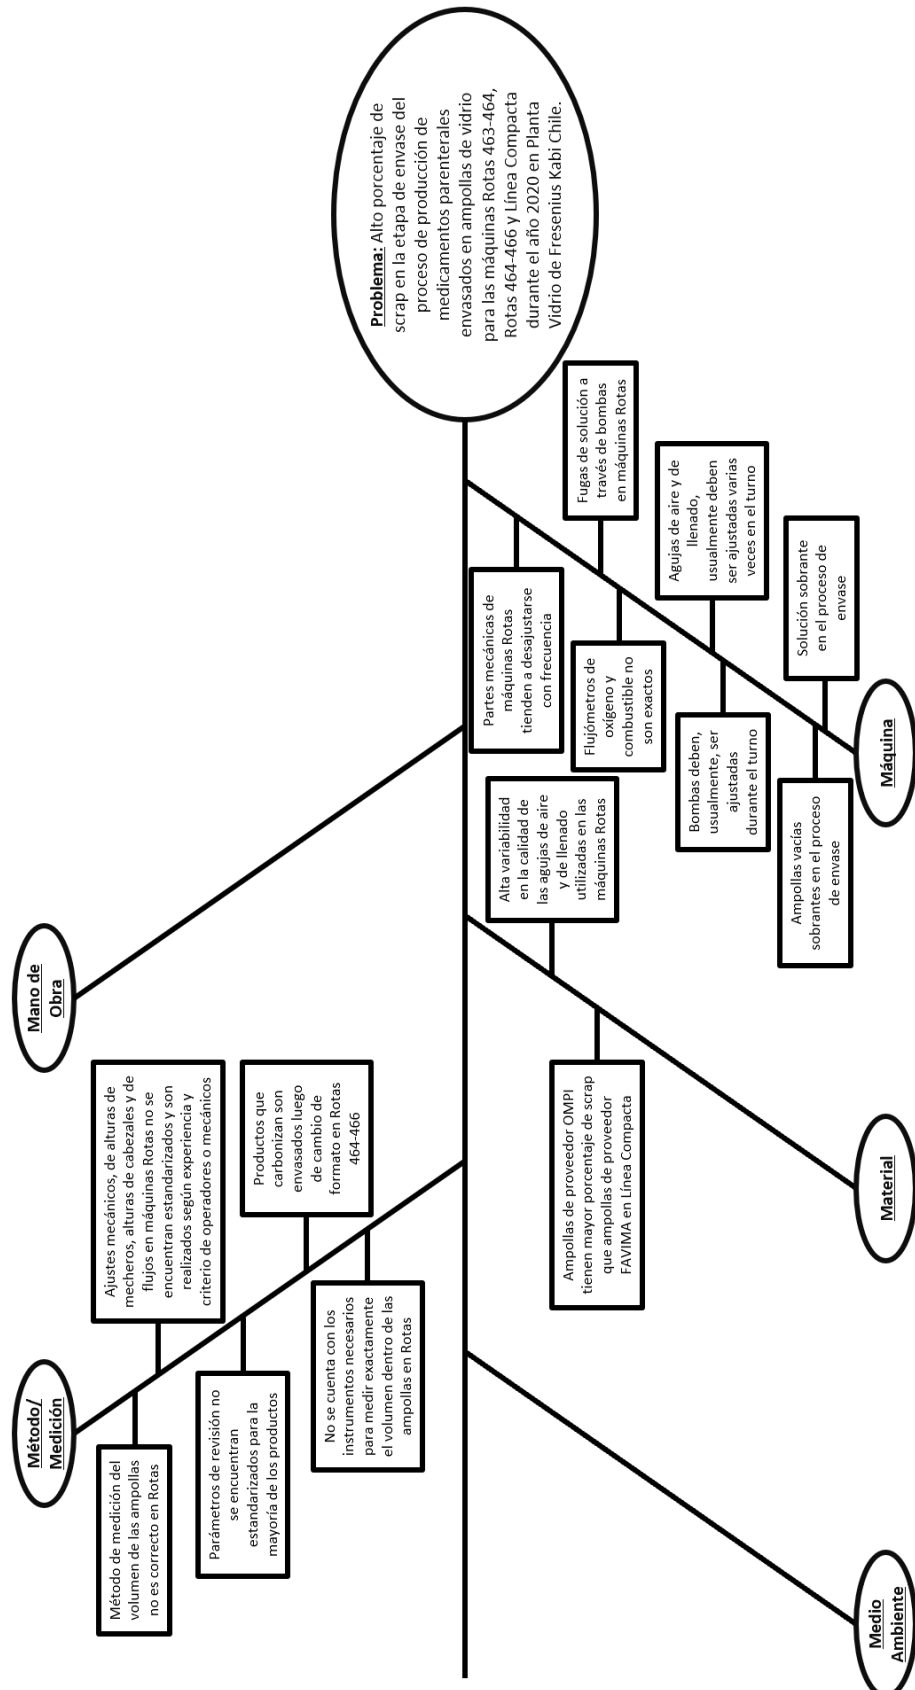 Método/
Medición
Método de medición del
volumen de las ampollas
no es correcto en Rotas
Ajustes mecánicos, de alturas de
mecheros, alturas de cabezales y de
flujos en máquinas Rotas no se
encuentran estandarizados y son
realizados según experiencia y
criterio de operadores o mecánicos
Parámetros de revisión no
se encuentran
estandarizados para la
mayoría de los productos
Productos que
carbonizan son
envasados luego
de cambio de
formato en Rotas
464-466
No se cuenta con los
instrumentos necesarios
para medir exactamente
el volumen dentro de las
ampollas en Rotas
Mano de
Obra
Problema: Alto porcentaje de
scrap en la etapa de envase del
proceso de producción de
medicamentos parenterales
envasados en ampollas de vidrio
para las máquinas Rotas 463-464,
Rotas 464-466 y Línea Compacta
durante el año 2020 en Planta
Vidrio de Fresenius Kabi Chile.
Medio
Ambiente
Alta variabilidad
en la calidad de
las agujas de aire
y de llenado
utilizadas en las
máquinas Rotas
Ampollas de proveedor OMPI
tienen mayor porcentaje de scrap
que ampollas de proveedor
FAVIMA en Línea Compacta
Material
Partes mecánicas de
máquinas Rotas
tienden a desajustarse
con frecuencia
Fugas de solución a
través de bombas
en máquinas Rotas
Flujómetros de
oxígeno y
combustible no
son exactos
Agujas de aire y de
llenado,
usualmente deben
ser ajustadas varias
veces en el turno
Bombas deben,
usualmente, ser
ajustadas
durante el turno
Solución sobrante
en el proceso de
envase
Ampollas vacías
sobrantes en el proceso
de envase
Máquina